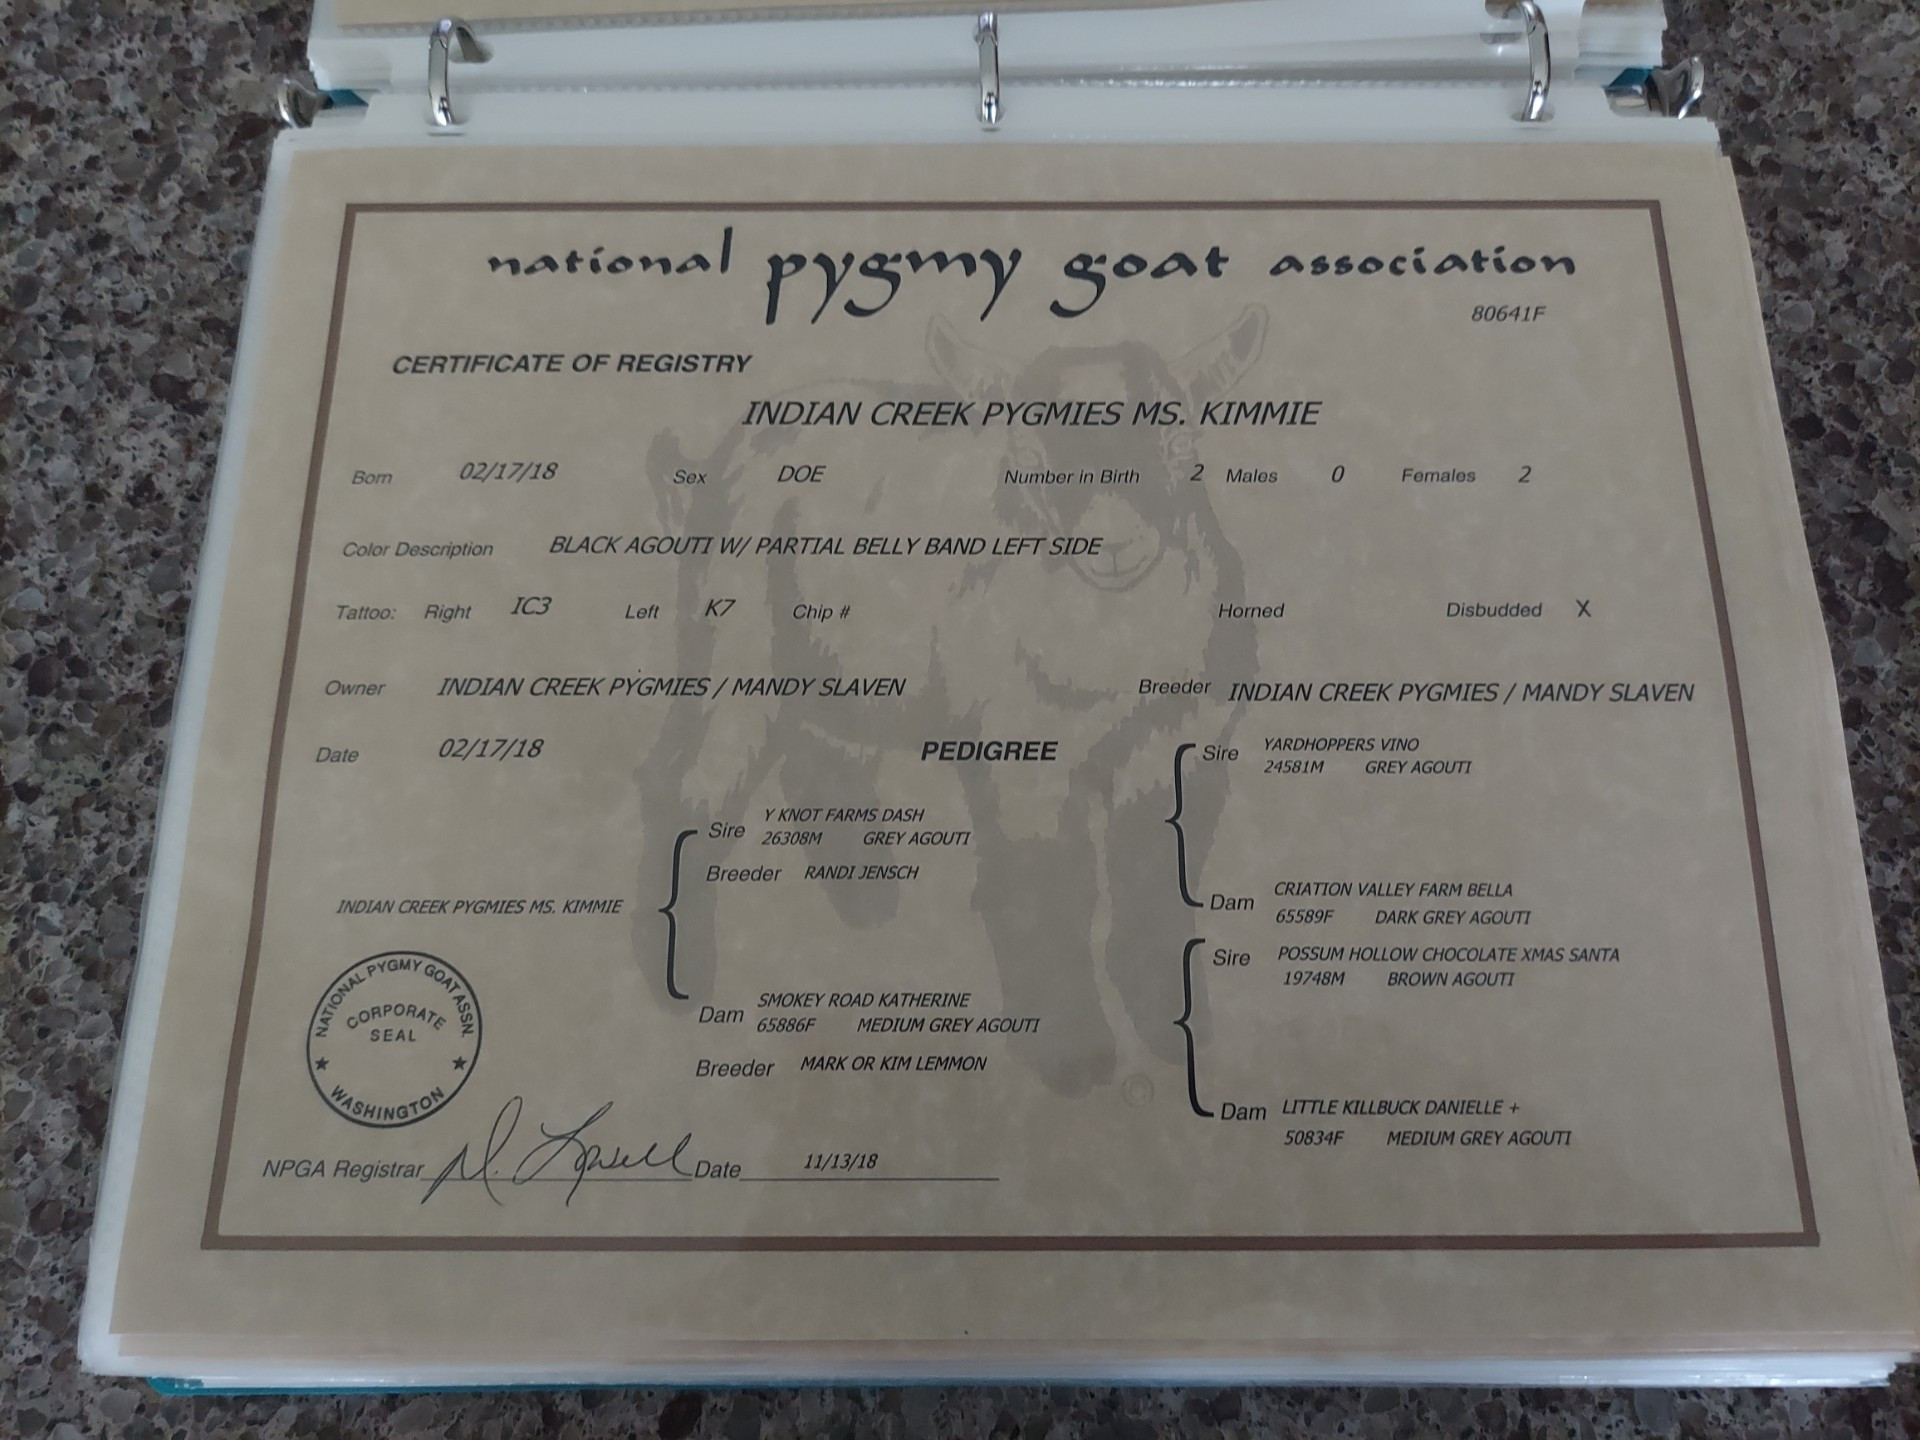 national pygmy goat association
80641F
CERTIFICATE OF REGISTRY
INDIAN CREEK PYGMIES MS. KIMMIE
Born 02/17/18 Sex DOE Number in Birth 2 Males 0 Females 2
Color Description BLACK AGOUTI W/ PARTIAL BELLY BAND LEFT SIDE
Tattoo: Right IC3 Left K7 Chip # Horned Disbudded X
Owner INDIAN CREEK PYGMIES / MANDY SLAVEN Breeder INDIAN CREEK PYGMIES / MANDY SLAVEN
Date 02/17/18 PEDIGREE
Sire YARDHOPPERS VINO
24581M GREY AGOUTI
Sire Y KNOT FARMS DASH
26308M GREY AGOUTI
Breeder RANDI JENSCH
Dam CRIATION VALLEY FARM BELLA
65589F DARK GREY AGOUTI
INDIAN CREEK PYGMIES MS. KIMMIE
Sire POSSUM HOLLOW CHOCOLATE XMAS SANTA
19748M BROWN AGOUTI
Dam SMOKEY ROAD KATHERINE
65886F MEDIUM GREY AGOUTI
Breeder MARK OR KIM LEMMON
Dam LITTLE KILLBUCK DANIELLE +
50834F MEDIUM GREY AGOUTI
NATIONAL PYGMY GOAT ASSN.
CORPORATE
SEAL
WASHINGTON
NPGA Registrar D. Lowell Date 11/13/18